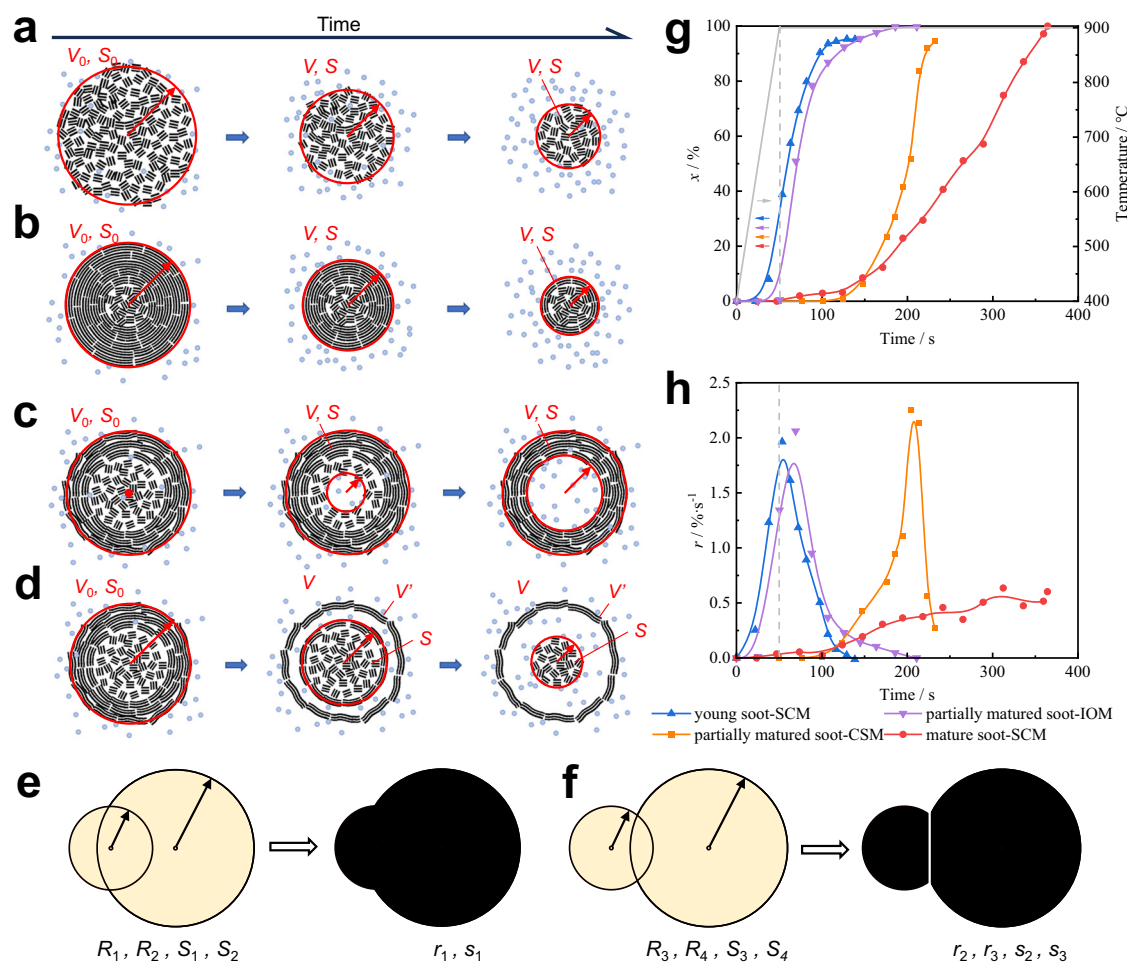 Time
a
V₀, S₀
V, S
V, S
b
V₀, S₀
V, S
V, S
c
V₀, S₀
V, S
V, S
d
V₀, S₀
V
V'
S
V
V'
S
e
R₁ , R₂ , S₁ , S₂
r₁ , s₁
f
R₃ , R₄ , S₃ , S₄
r₂ , r₃ , s₂ , s₃
g
100
80
60
40
20
0
x / %
900
800
700
600
500
400
Temperature / °C
0 100 200 300 400
Time / s
h
2.5
2.0
1.5
1.0
0.5
0.0
r / %·s⁻¹
0 100 200 300 400
Time / s
young soot-SCM
partially matured soot-IOM
partially matured soot-CSM
mature soot-SCM